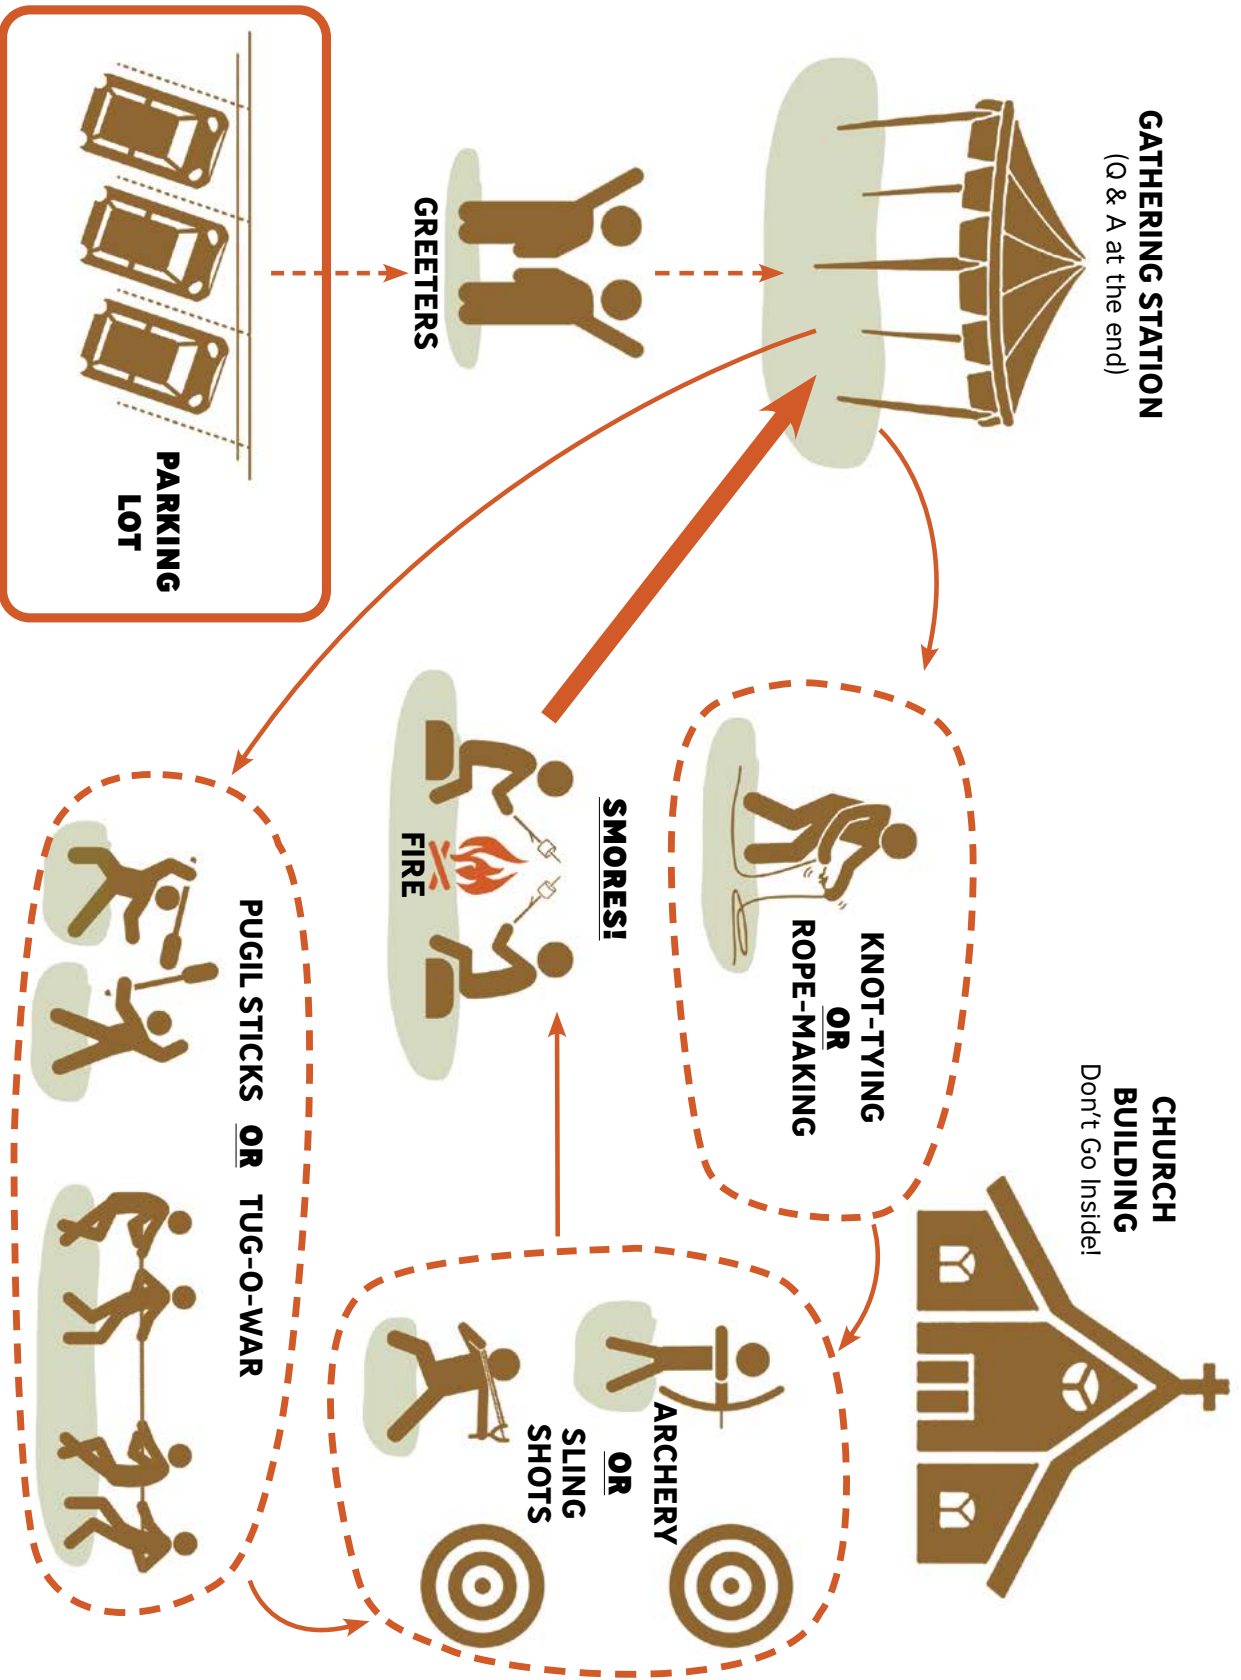 GATHERING STATION
(Q & A at the end)
GREETERS
PARKING
LOT
CHURCH
BUILDING
Don't Go Inside!
KNOT-TYING
OR
ROPE-MAKING
SMORES!
FIRE
ARCHERY
OR
SLING
SHOTS
PUGIL STICKS OR TUG-O-WAR